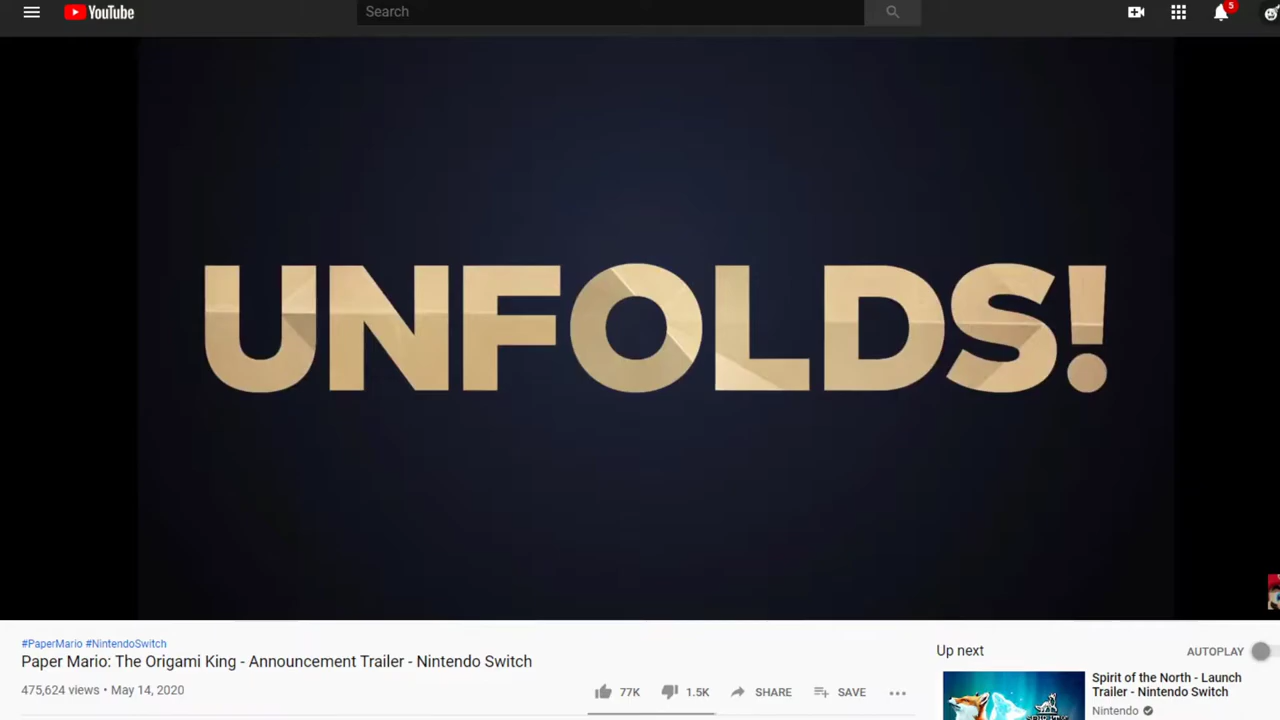 YouTube
Search
5
UNFOLDS!
#PaperMario #NintendoSwitch
Paper Mario: The Origami King - Announcement Trailer - Nintendo Switch
475,624 views • May 14, 2020
77K
1.5K
SHARE
SAVE
Up next
AUTOPLAY
Spirit of the North - Launch
Trailer - Nintendo Switch
Nintendo